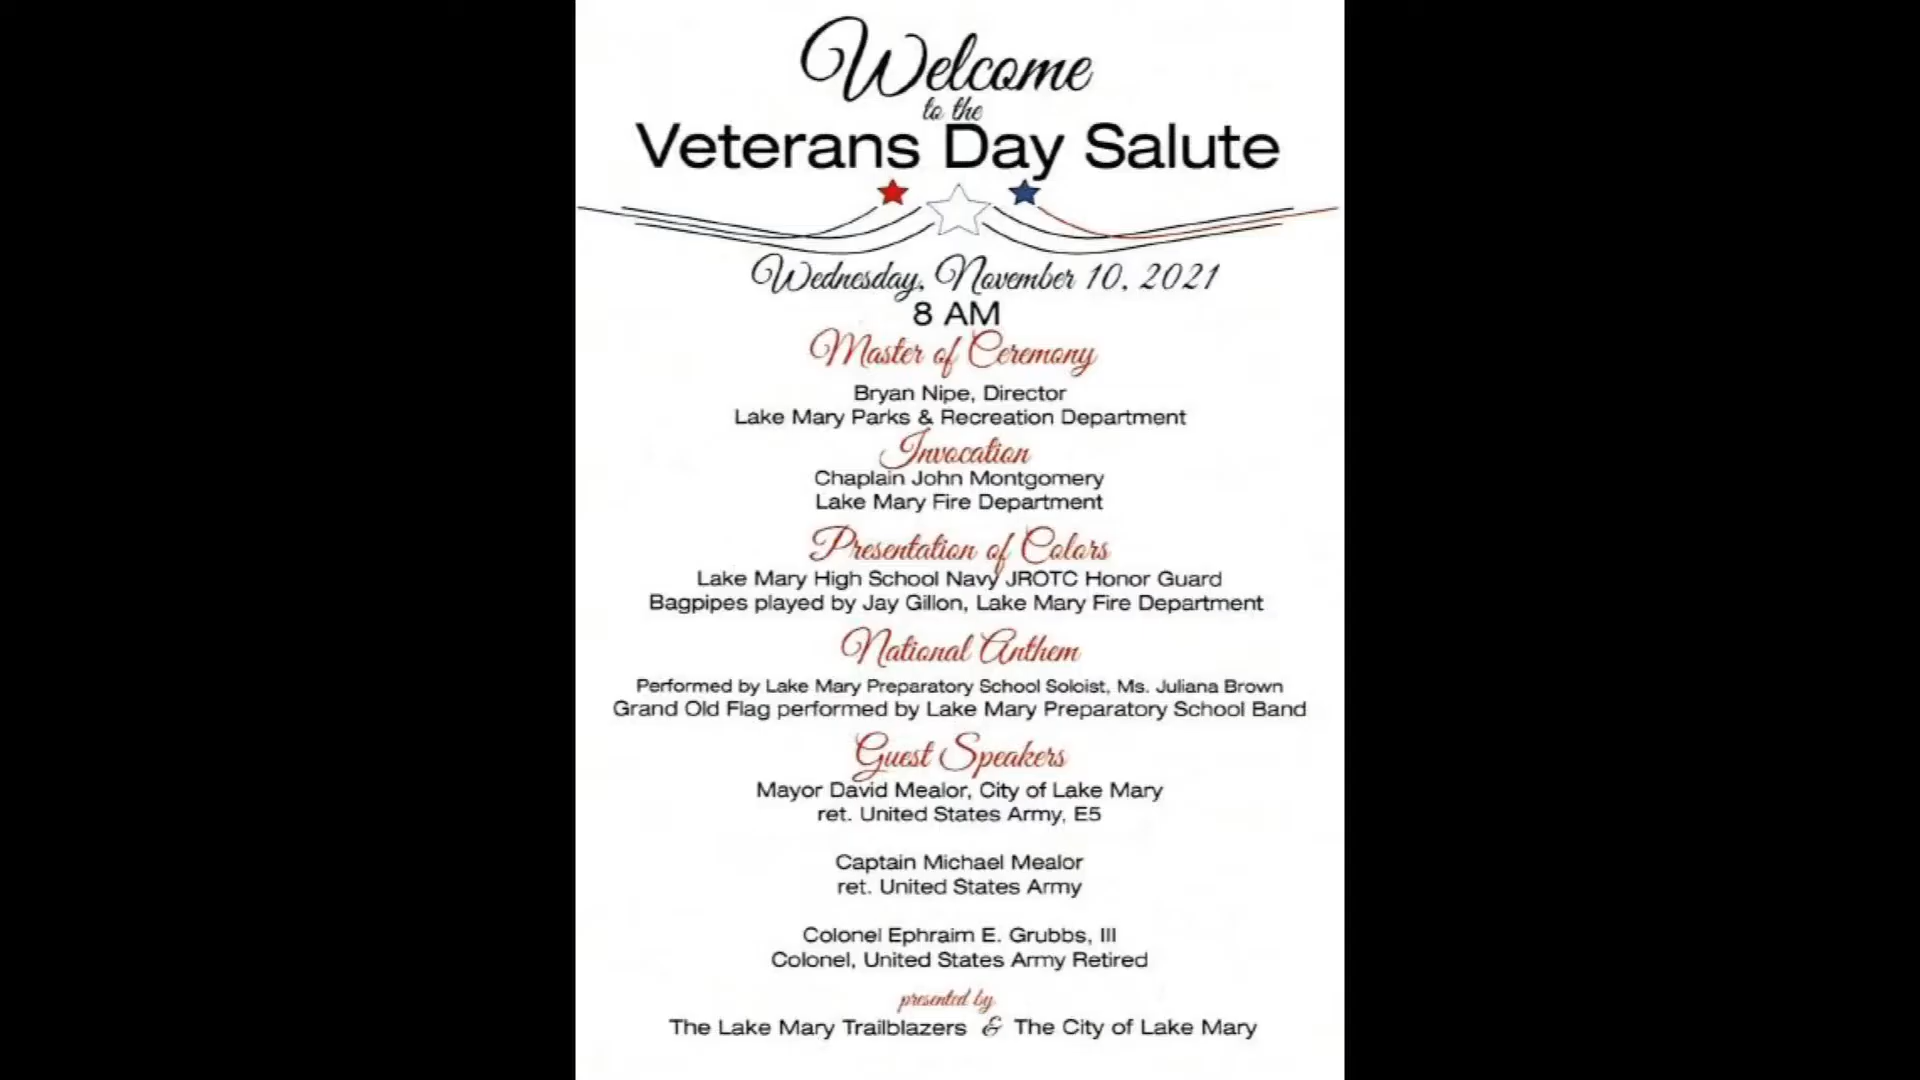 Welcome
to the
Veterans Day Salute
Wednesday, November 10, 2021
8 AM
Master of Ceremony
Bryan Nipe, Director
Lake Mary Parks & Recreation Department
Invocation
Chaplain John Montgomery
Lake Mary Fire Department
Presentation of Colors
Lake Mary High School Navy JROTC Honor Guard
Bagpipes played by Jay Gillon, Lake Mary Fire Department
National Anthem
Performed by Lake Mary Preparatory School Soloist, Ms. Juliana Brown
Grand Old Flag performed by Lake Mary Preparatory School Band
Guest Speakers
Mayor David Mealor, City of Lake Mary
ret. United States Army, E5
Captain Michael Mealor
ret. United States Army
Colonel Ephraim E. Grubbs, III
Colonel, United States Army Retired
presented by
The Lake Mary Trailblazers & The City of Lake Mary